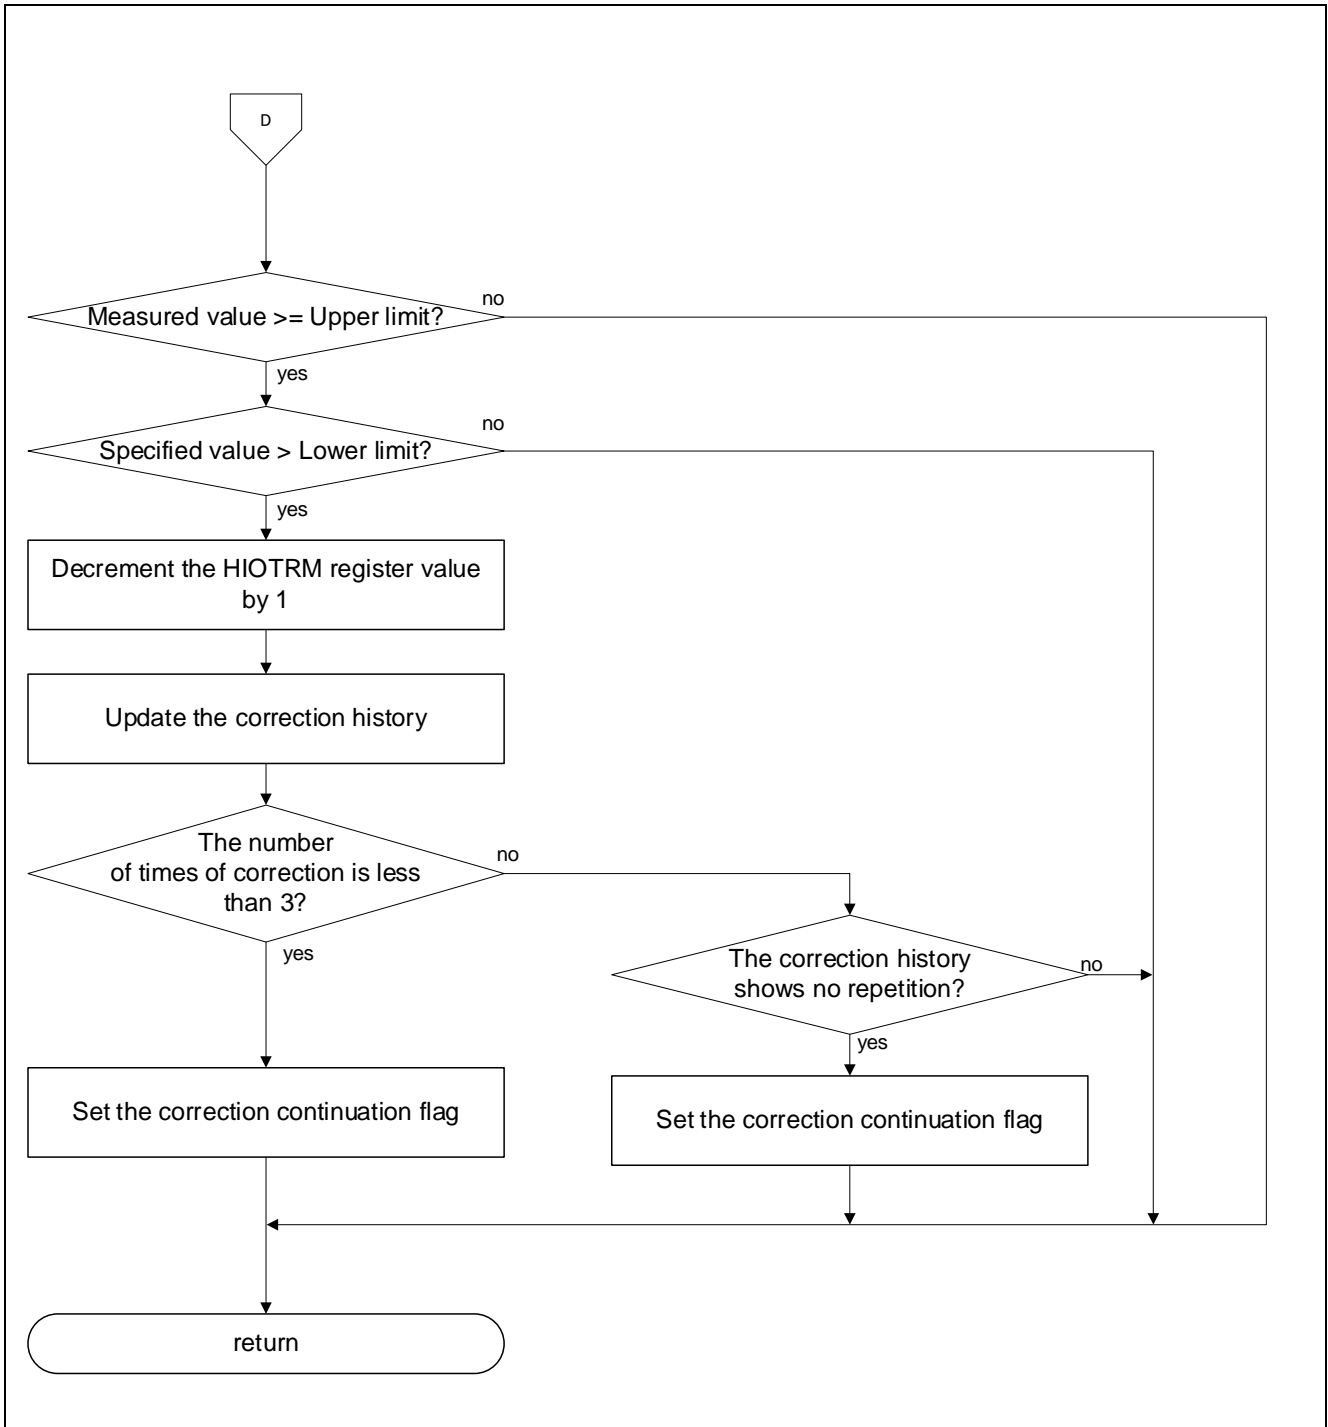 D
Measured value >= Upper limit?
no
yes
Specified value > Lower limit?
no
yes
Decrement the HIOTRM register value
by 1
Update the correction history
The number
of times of correction is less
than 3?
no
yes
The correction history
shows no repetition?
no
yes
Set the correction continuation flag
Set the correction continuation flag
return